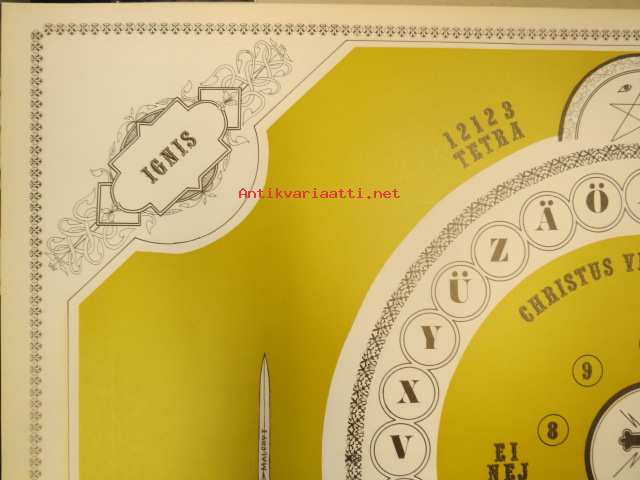 IGNIS
12123
TETRA
Antikvariaatti.net
V
X
Y
Ü
Z
Ä
Ö
CHRISTUS
9
8
EI
NEJ